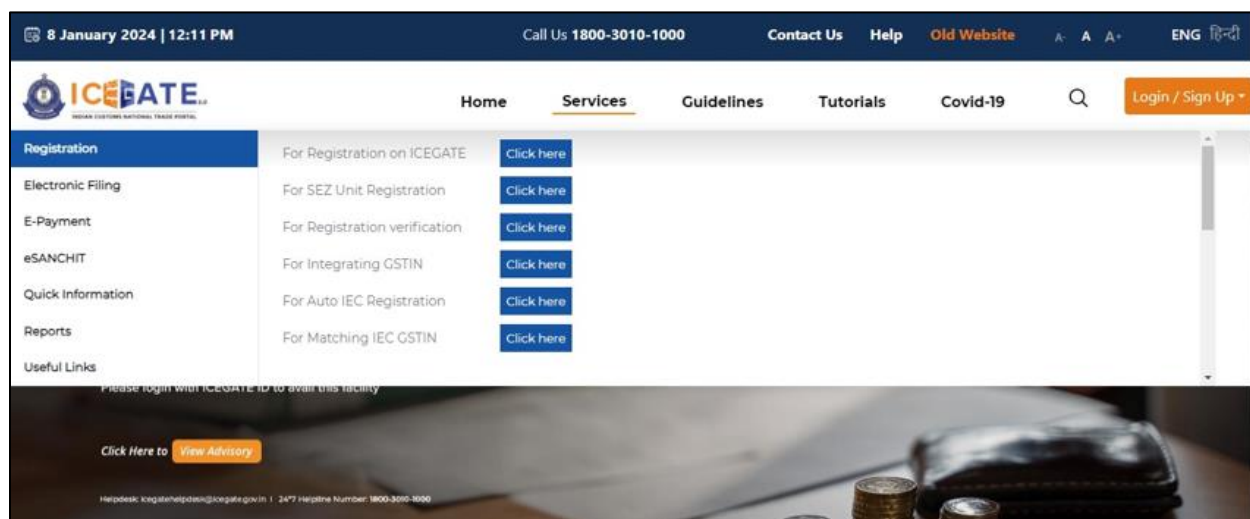 8 January 2024 | 12:11 PM
Call Us 1800-3010-1000
Contact Us
Help
Old Website
A- A A+
ENG हिन्दी
ICEGATE
INDIAN CUSTOMS NATIONAL TRADE PORTAL
Home
Services
Guidelines
Tutorials
Covid-19
Login / Sign Up
Registration
Electronic Filing
E-Payment
eSANCHIT
Quick Information
Reports
Useful Links
For Registration on ICEGATE Click here
For SEZ Unit Registration Click here
For Registration verification Click here
For Integrating GSTIN Click here
For Auto IEC Registration Click here
For Matching IEC GSTIN Click here
Please login with ICEGATE ID to avail this facility
Click Here to View Advisory
Helpdesk: icegatehelpdesk@icegate.gov.in | 24*7 Helpline Number: 1800-3010-1000